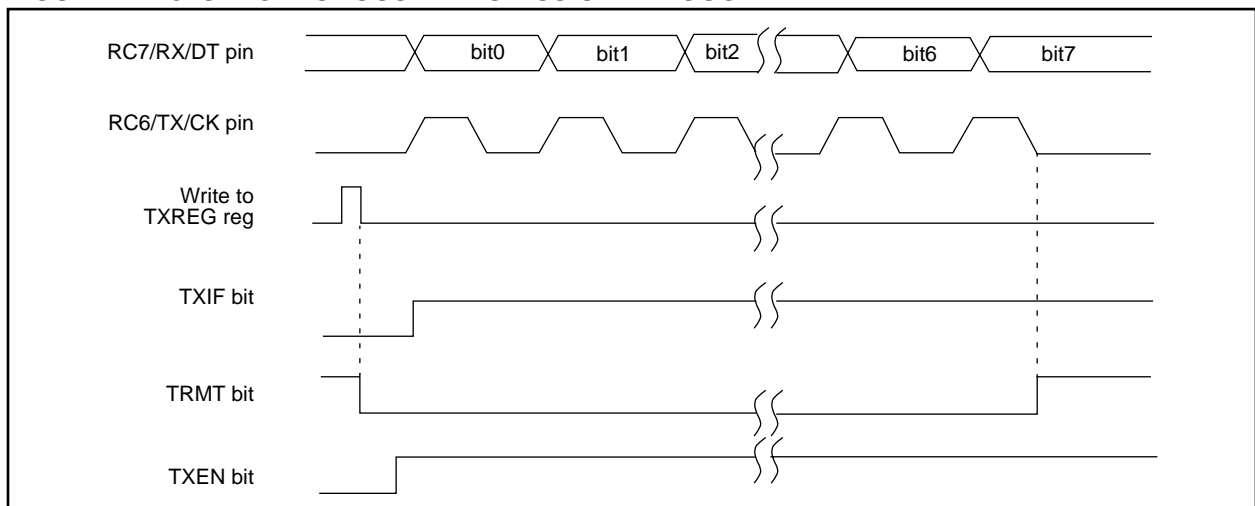 RC7/RX/DT pin
bit0
bit1
bit2
bit6
bit7
RC6/TX/CK pin
Write to
TXREG reg
TXIF bit
TRMT bit
TXEN bit